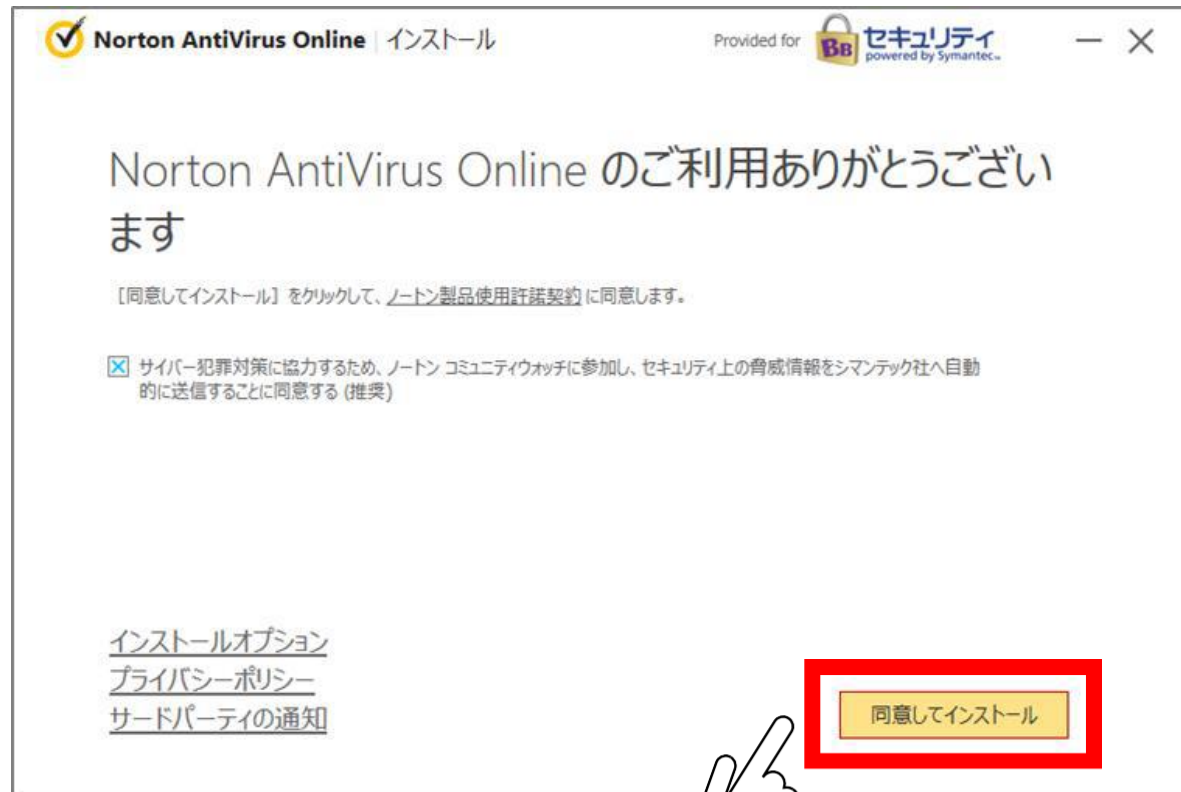 Norton AntiVirus Online インストール
Provided for BB セキュリティ powered by Symantec™
Norton AntiVirus Online のご利用ありがとうござい
ます
［同意してインストール］をクリックして、ノートン製品使用許諾契約 に同意します。
サイバー犯罪対策に協力するため、ノートン コミュニティウォッチに参加し、セキュリティ上の脅威情報をシマンテック社へ自動
的に送信することに同意する (推奨)
インストールオプション
プライバシーポリシー
サードパーティの通知
同意してインストール